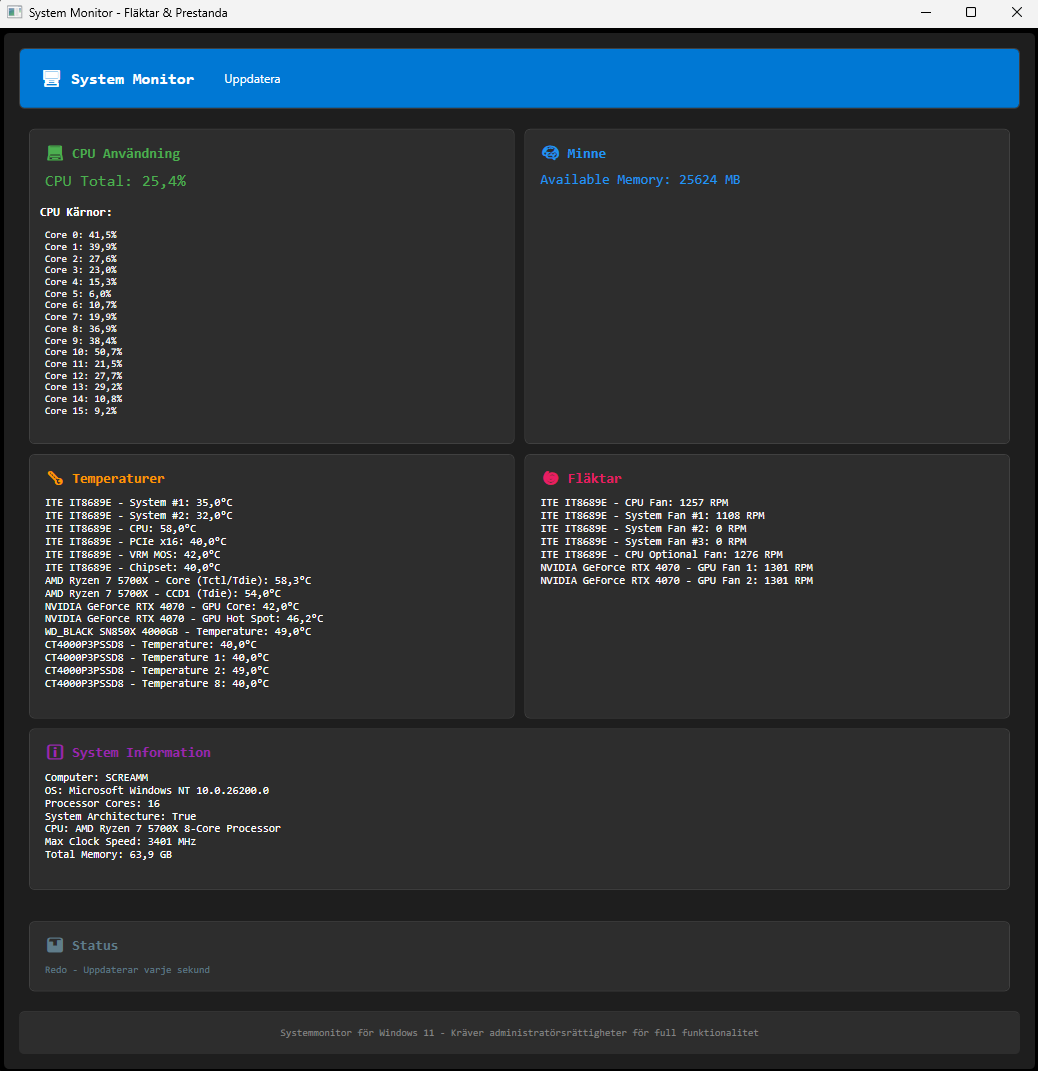 System Monitor - Fläktar & Prestanda
System Monitor
Uppdatera
CPU Användning
CPU Total: 25,4%
CPU Kärnor:
Core 0: 41,5%
Core 1: 39,9%
Core 2: 27,6%
Core 3: 23,0%
Core 4: 15,3%
Core 5: 6,0%
Core 6: 10,7%
Core 7: 19,9%
Core 8: 36,9%
Core 9: 38,4%
Core 10: 50,7%
Core 11: 21,5%
Core 12: 27,7%
Core 13: 29,2%
Core 14: 10,8%
Core 15: 9,2%
Minne
Available Memory: 25624 MB
Temperaturer
ITE IT8689E - System #1: 35,0°C
ITE IT8689E - System #2: 32,0°C
ITE IT8689E - CPU: 58,0°C
ITE IT8689E - PCIe x16: 40,0°C
ITE IT8689E - VRM MOS: 42,0°C
ITE IT8689E - Chipset: 40,0°C
AMD Ryzen 7 5700X - Core (Tctl/Tdie): 58,3°C
AMD Ryzen 7 5700X - CCD1 (Tdie): 54,0°C
NVIDIA GeForce RTX 4070 - GPU Core: 42,0°C
NVIDIA GeForce RTX 4070 - GPU Hot Spot: 46,2°C
WD_BLACK SN850X 4000GB - Temperature: 49,0°C
CT4000P3PSSD8 - Temperature: 40,0°C
CT4000P3PSSD8 - Temperature 1: 40,0°C
CT4000P3PSSD8 - Temperature 2: 49,0°C
CT4000P3PSSD8 - Temperature 8: 40,0°C
Fläktar
ITE IT8689E - CPU Fan: 1257 RPM
ITE IT8689E - System Fan #1: 1108 RPM
ITE IT8689E - System Fan #2: 0 RPM
ITE IT8689E - System Fan #3: 0 RPM
ITE IT8689E - CPU Optional Fan: 1276 RPM
NVIDIA GeForce RTX 4070 - GPU Fan 1: 1301 RPM
NVIDIA GeForce RTX 4070 - GPU Fan 2: 1301 RPM
System Information
Computer: SCREAMM
OS: Microsoft Windows NT 10.0.26200.0
Processor Cores: 16
System Architecture: True
CPU: AMD Ryzen 7 5700X 8-Core Processor
Max Clock Speed: 3401 MHz
Total Memory: 63,9 GB
Status
Redo - Uppdaterar varje sekund
Systemmonitor för Windows 11 - Kräver administratörsrättigheter för full funktionalitet